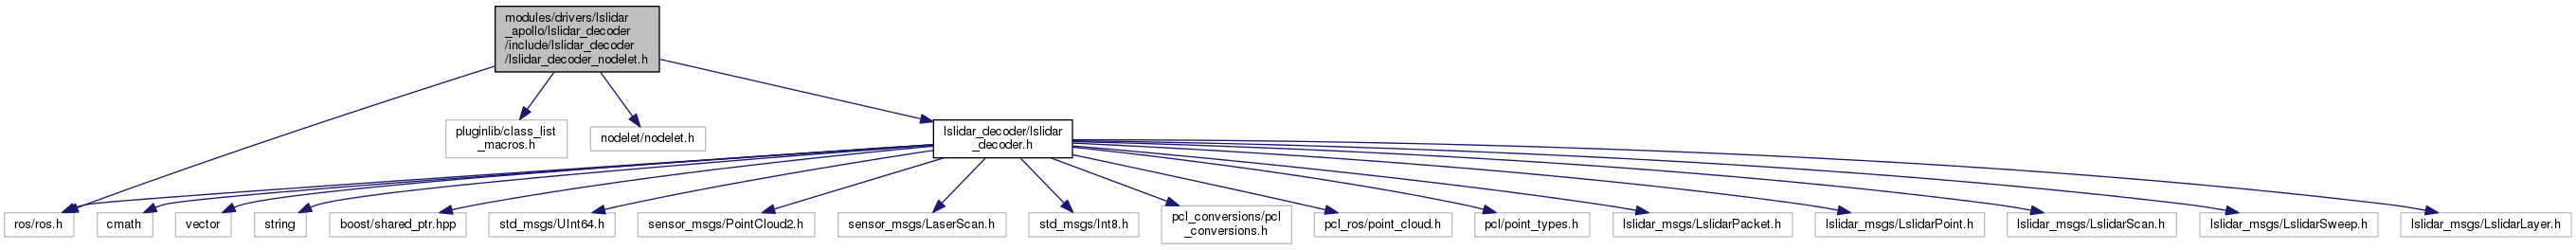 modules/drivers/lslidar
_apollo/lslidar_decoder
/include/lslidar_decoder
/lslidar_decoder_nodelet.h
pluginlib/class_list
_macros.h
nodelet/nodelet.h
lslidar_decoder/lslidar
_decoder.h
ros/ros.h
cmath
vector
string
boost/shared_ptr.hpp
std_msgs/UInt64.h
sensor_msgs/PointCloud2.h
sensor_msgs/LaserScan.h
std_msgs/Int8.h
pcl_conversions/pcl
_conversions.h
pcl_ros/point_cloud.h
pcl/point_types.h
lslidar_msgs/LslidarPacket.h
lslidar_msgs/LslidarPoint.h
lslidar_msgs/LslidarScan.h
lslidar_msgs/LslidarSweep.h
lslidar_msgs/LslidarLayer.h